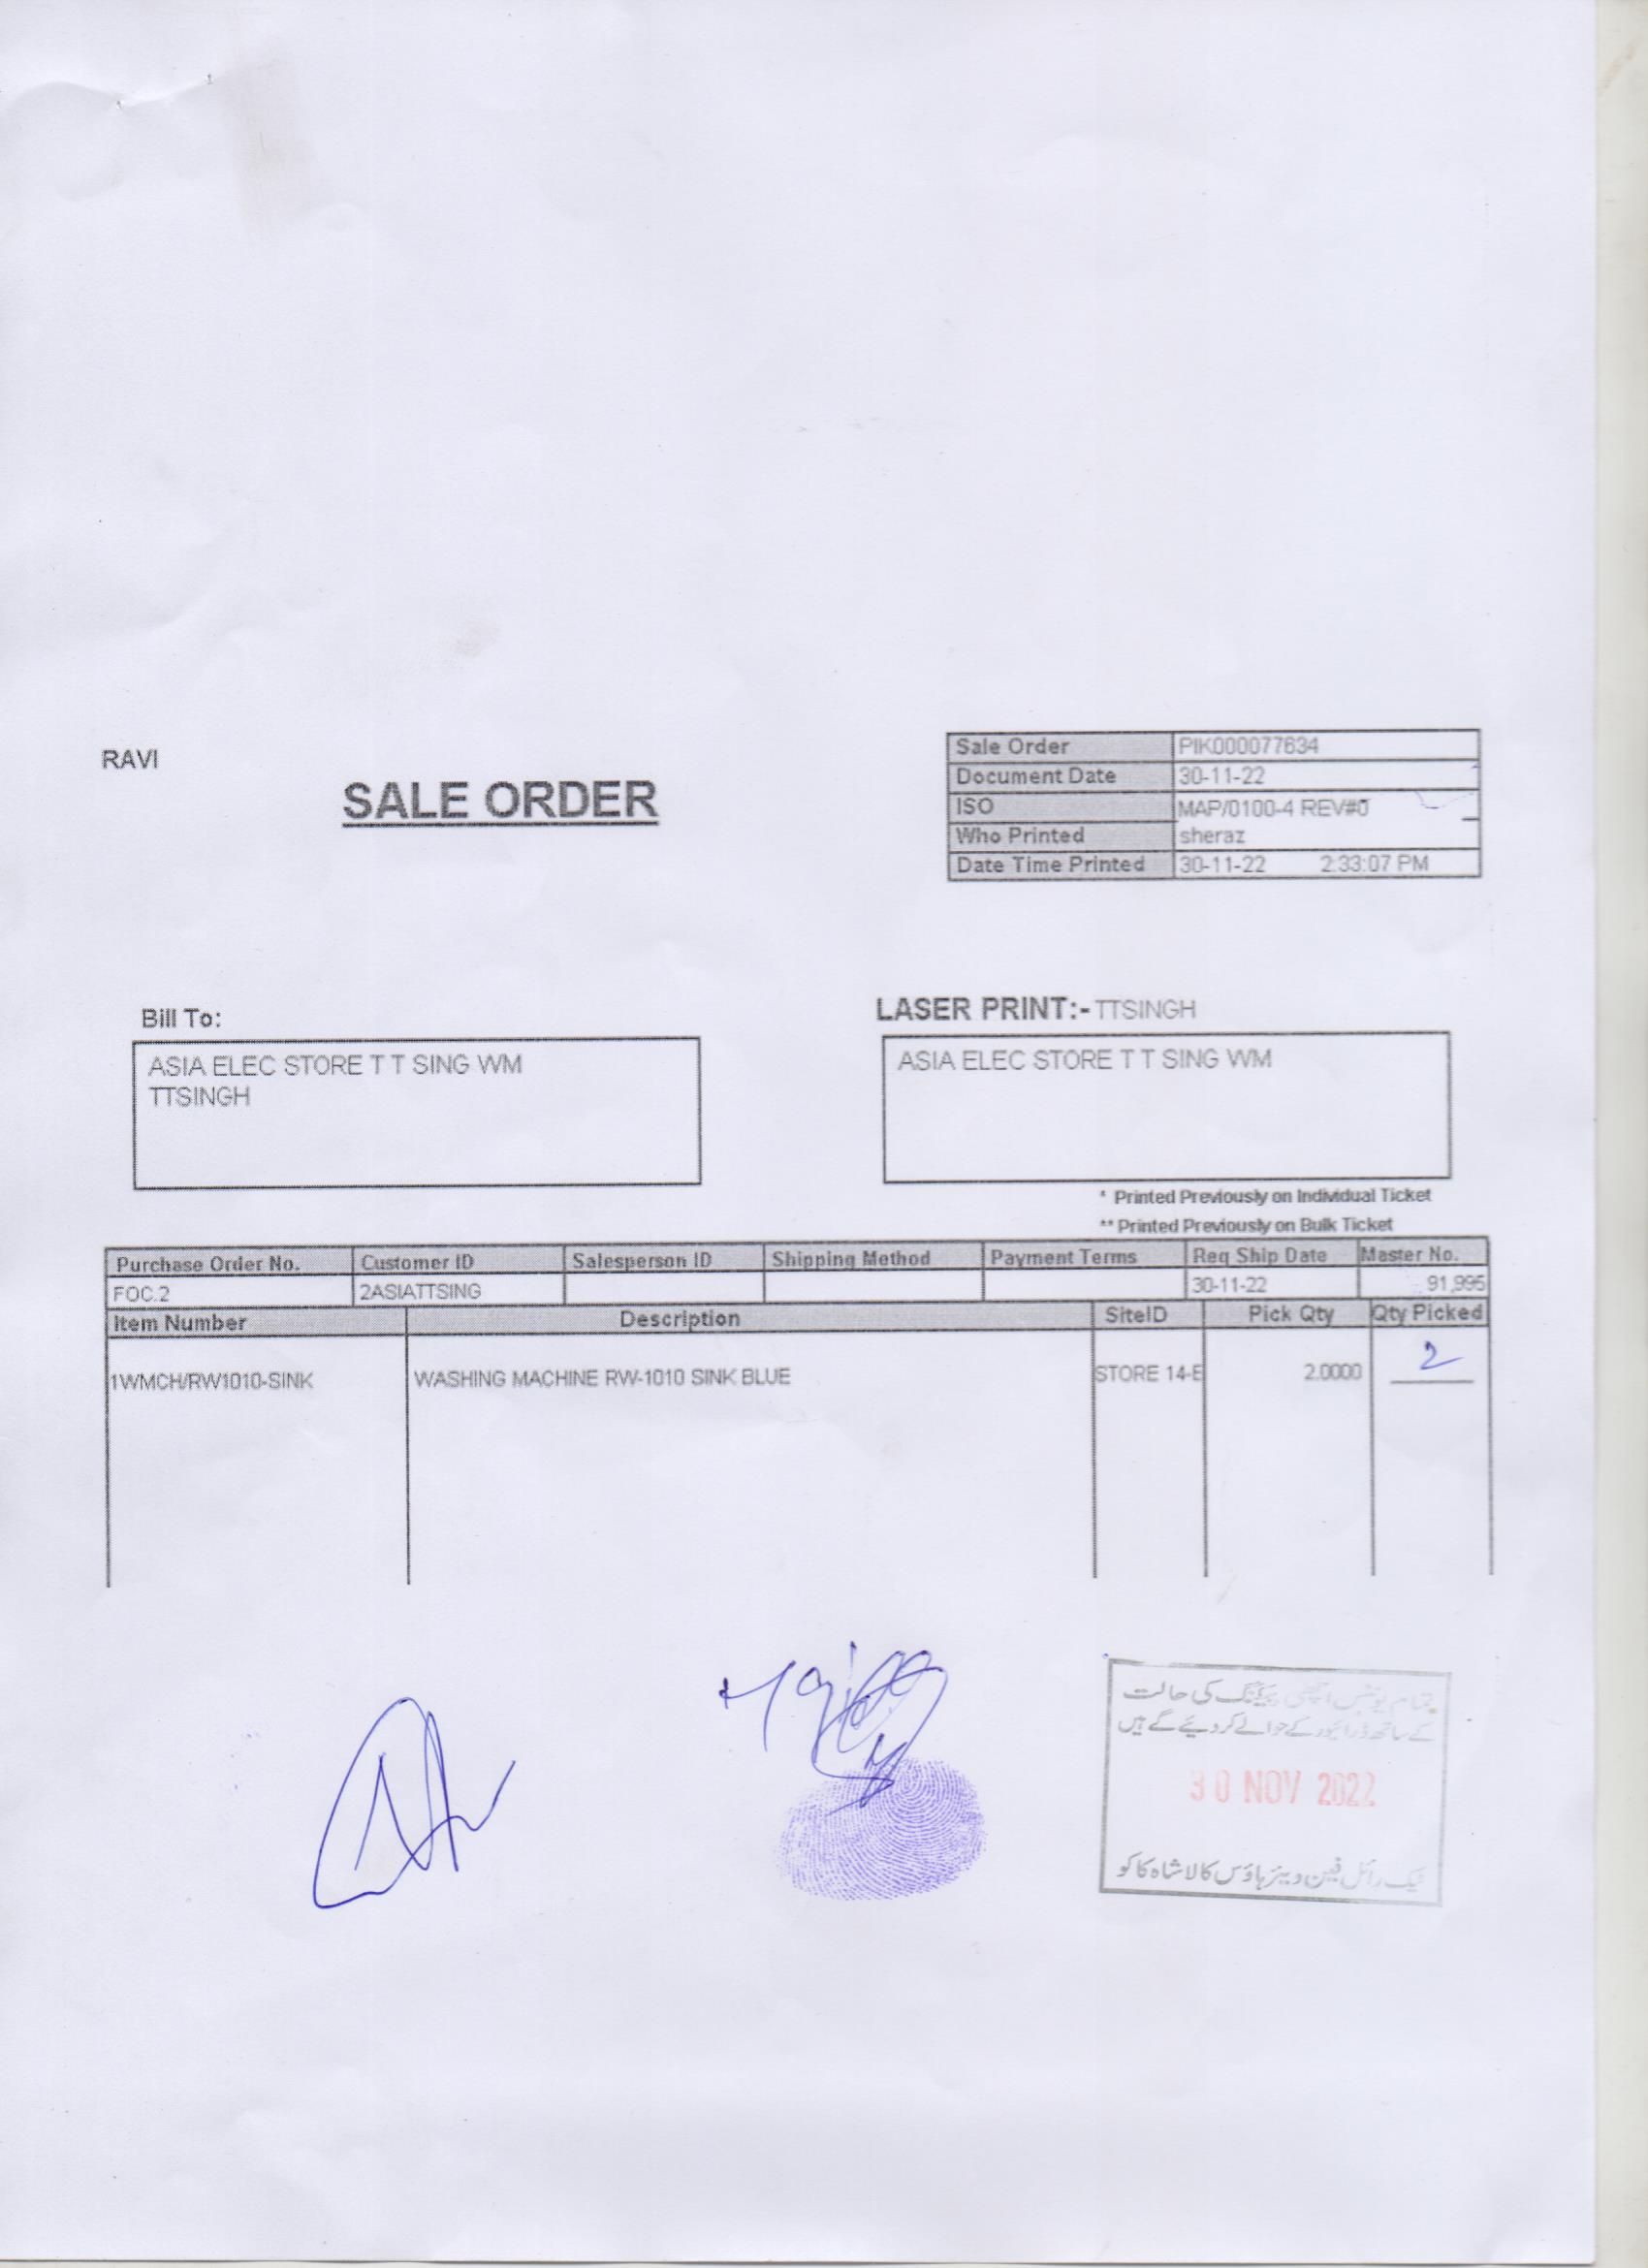 RAVI
SALE ORDER
Sale Order PIK000077634
Document Date 30-11-22
ISO MAP/0100-4 REV#0
Who Printed sheraz
Date Time Printed 30-11-22 2:33:07 PM
Bill To:
ASIA ELEC STORE T T SING WM
TTSINGH
LASER PRINT:- TTSINGH
ASIA ELEC STORE T T SING WM
* Printed Previously on Individual Ticket
** Printed Previously on Bulk Ticket
Purchase Order No. Customer ID Salesperson ID Shipping Method Payment Terms Req Ship Date Master No.
FOC.2 2ASIATTSING 30-11-22 91,995
Item Number Description SiteID Pick Qty Qty Picked
1WMCH/RW1010-SINK WASHING MACHINE RW-1010 SINK BLUE STORE 14-E 2.0000 2
تمام یونٹس اچھی پیکنگ کی حالت
کے ساتھ ڈرائیور کے حوالے کر دیئے گے ہیں
30 NOV 2022
رائل فین ویئر ہاؤس کالا شاہ کاکو